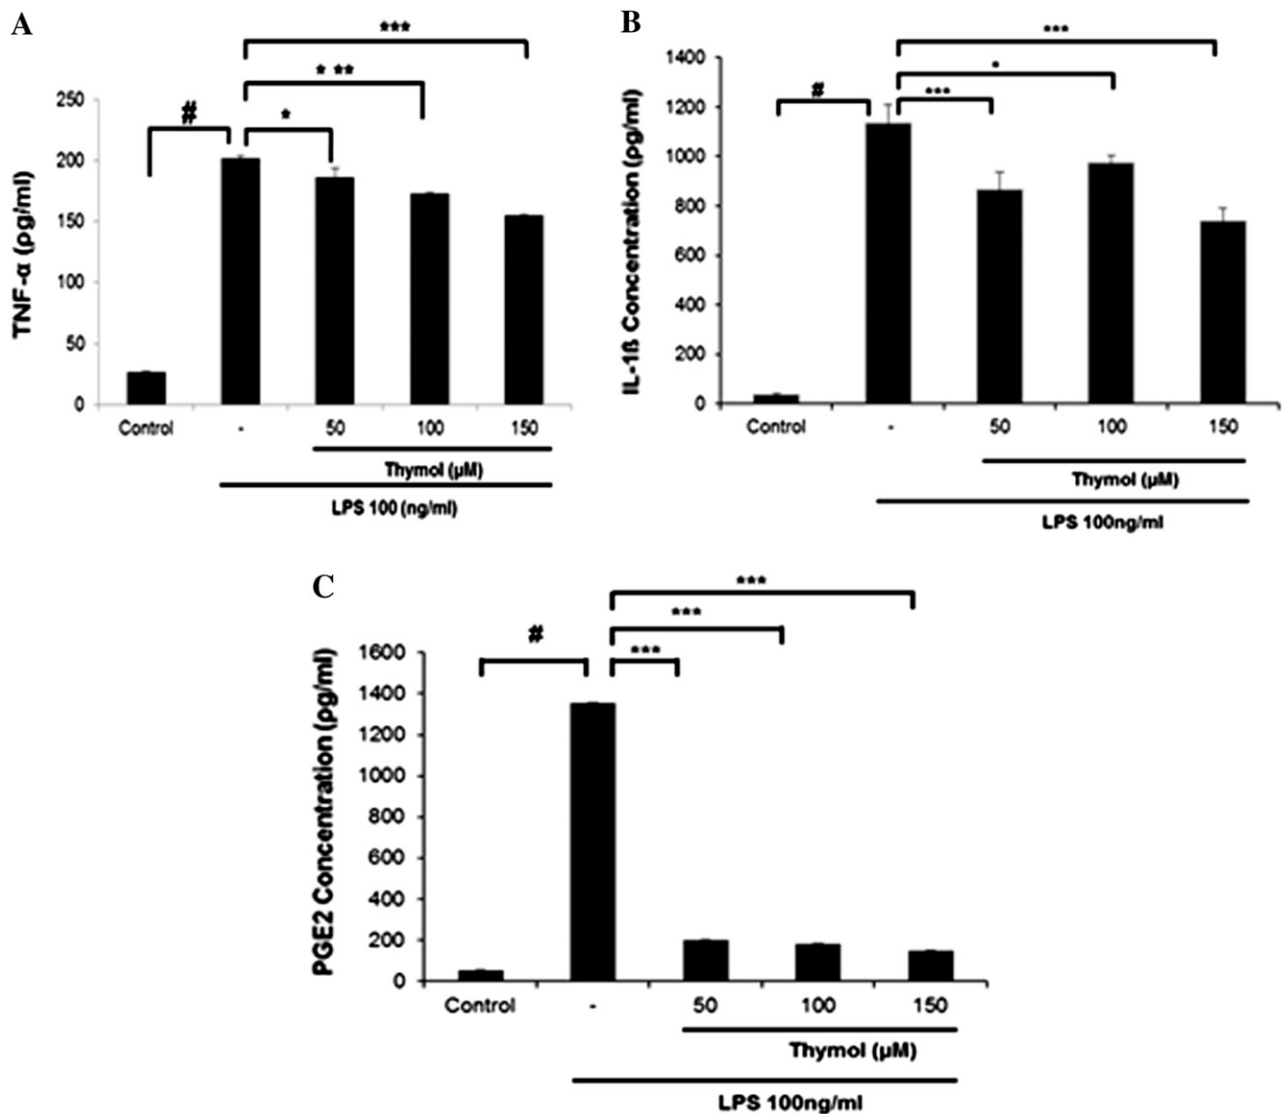 A
***
* **
#
*
TNF-α (ρg/ml)
250
200
150
100
50
0
Control - 50 100 150
Thymol (µM)
LPS 100 (ng/ml)
B
***
*
#
***
IL-1ß Concentration (ρg/ml)
1400
1200
1000
800
600
400
200
0
Control - 50 100 150
Thymol (µM)
LPS 100ng/ml
C
***
***
#
***
PGE2 Concentration (ρg/ml)
1600
1400
1200
1000
800
600
400
200
0
Control - 50 100 150
Thymol (µM)
LPS 100ng/ml